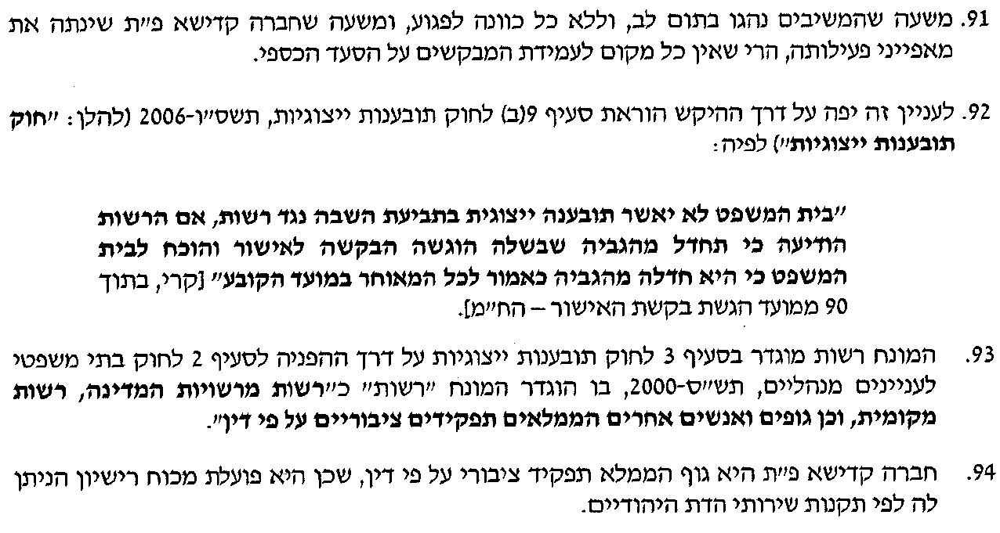 91. משעה שהמשיבים נהגו בתום לב, וללא כל כוונה לפגוע, ומשעה שחברה קדישא פ״ת שינתה את
מאפייני פעילותה, הרי שאין כל מקום לעמידת המבקשים על הסעד הכספי.
92. לעניין זה יפה על דרך ההיקש הוראת סעיף 9(ב) לחוק תובענות ייצוגיות, תשס״ו-2006 (להלן: "חוק
תובענות ייצוגיות") לפיה:
"בית המשפט לא יאשר תובענה ייצוגית בתביעת השבה נגד רשות, אם הרשות
הודיעה כי תחדל מהגביה שבשלה הוגשה הבקשה לאישור והוכח לבית
המשפט כי היא חדלה מהגביה כאמור לכל המאוחר במועד הקובע" [קרי, בתוך
90 ממועד הגשת בקשת האישור – הח״מ].
93. המונח רשות מוגדר בסעיף 3 לחוק תובענות ייצוגיות על דרך ההפניה לסעיף 2 לחוק בתי משפטי
לעניינים מנהליים, תש״ס-2000, בו הוגדר המונח "רשות" כ"רשות מרשויות המדינה, רשות
מקומית, וכן גופים ואנשים אחרים הממלאים תפקידים ציבוריים על פי דין".
94. חברה קדישא פ״ת היא גוף הממלא תפקיד ציבורי על פי דין, שכן היא פועלת מכוח רישיון הניתן
לה לפי תקנות שירותי הדת היהודיים.